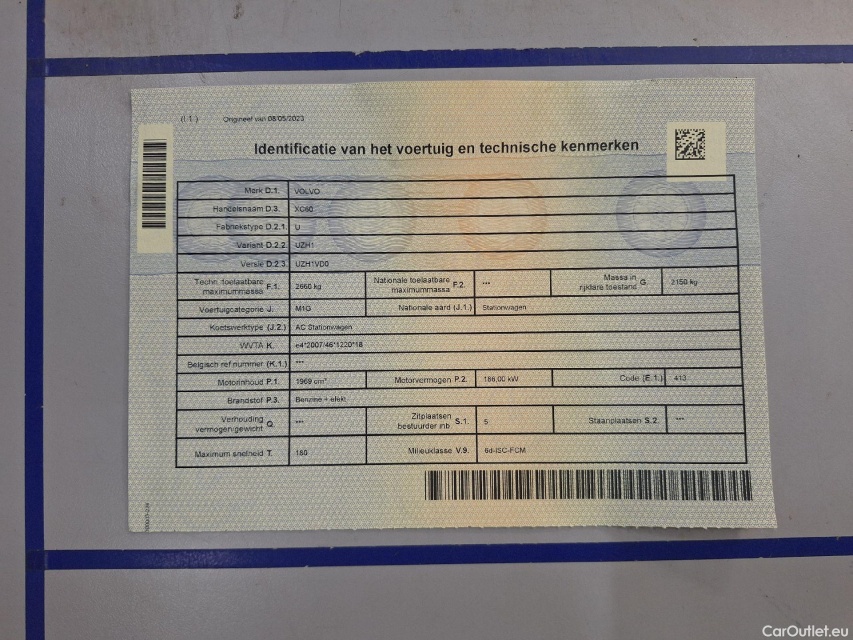 (I.1.) Origineel van 08/05/2023
Identificatie van het voertuig en technische kenmerken
Merk D.1. VOLVO
Handelsnaam D.3. XC60
Fabriekstype D.2.1. U
Variant D.2.2. UZH1
Versie D.2.3. UZH1VD0
Techn. toelaatbare maximummassa F.1. 2660 kg Nationale toelaatbare maximummassa F.2. --- Massa in rijklare toestand G 2150 kg
Voertuigcategorie J. M1G Nationale aard (J.1.) Stationwagen
Koetswerktype (J.2.) AC Stationwagen
WVTA K. e4*2007/46*1220*18
Belgisch ref nummer (K.1.) ---
Motorinhoud P.1. 1969 cm³ Motorvermogen P.2. 186,00 kW Code (E.1.) 413
Brandstof P.3. Benzine + elekt
Verhouding vermogen/gewicht Q. --- Zitplaatsen bestuurder inb. S.1. 5 Staanplaatsen S.2. ---
Maximum snelheid T. 180 Milieuklasse V.9. 6d-ISC-FCM
CarOutlet.eu